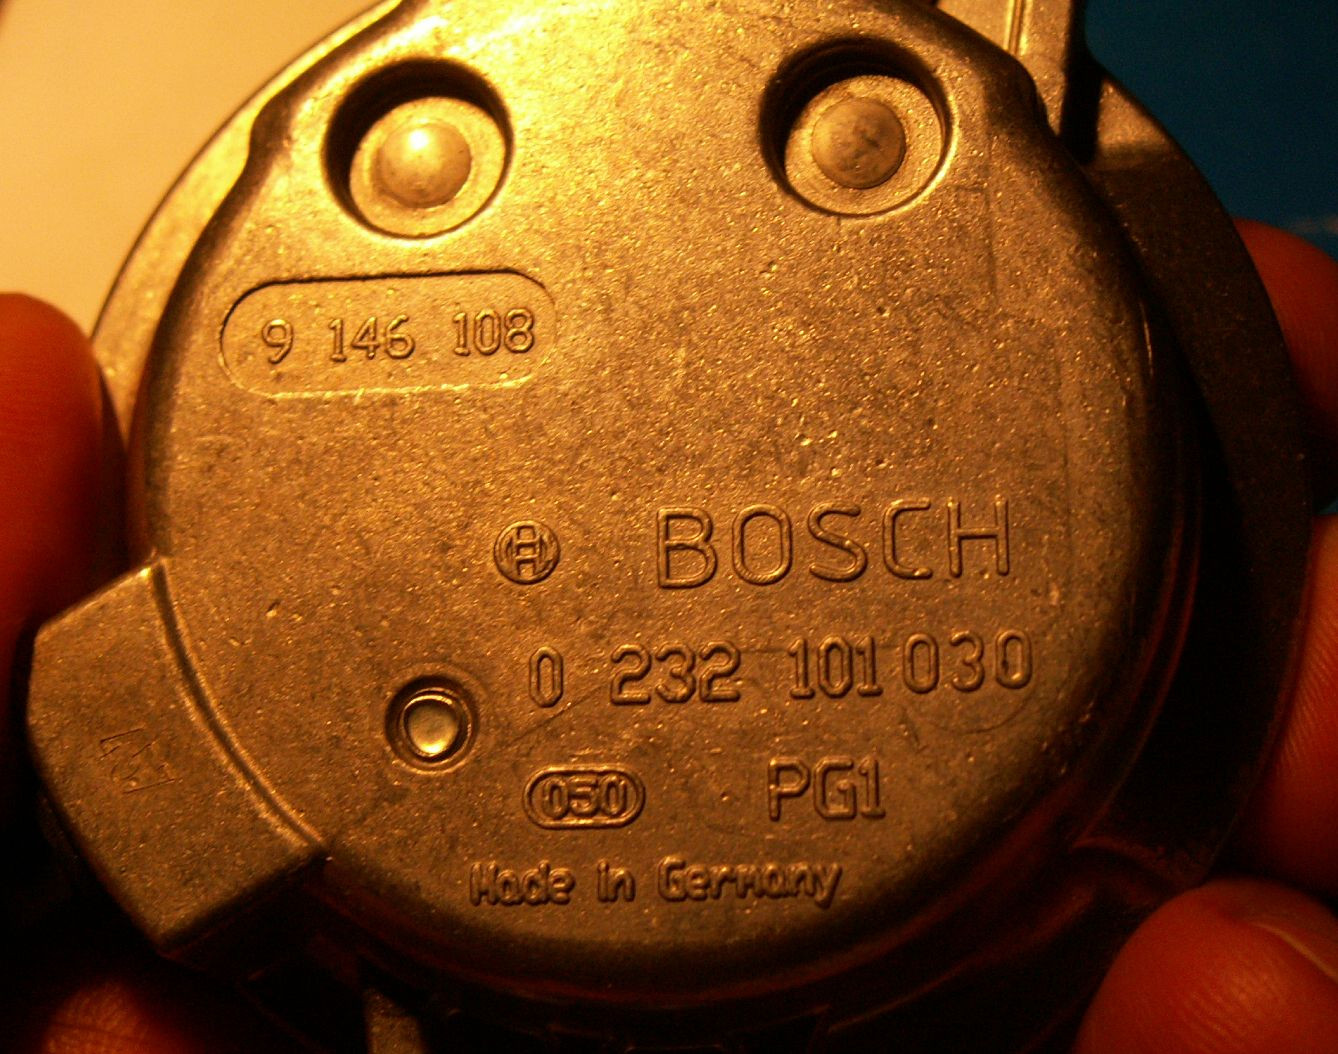 9 146 108
BOSCH
0 232 101 030
050 PG1
Made in Germany